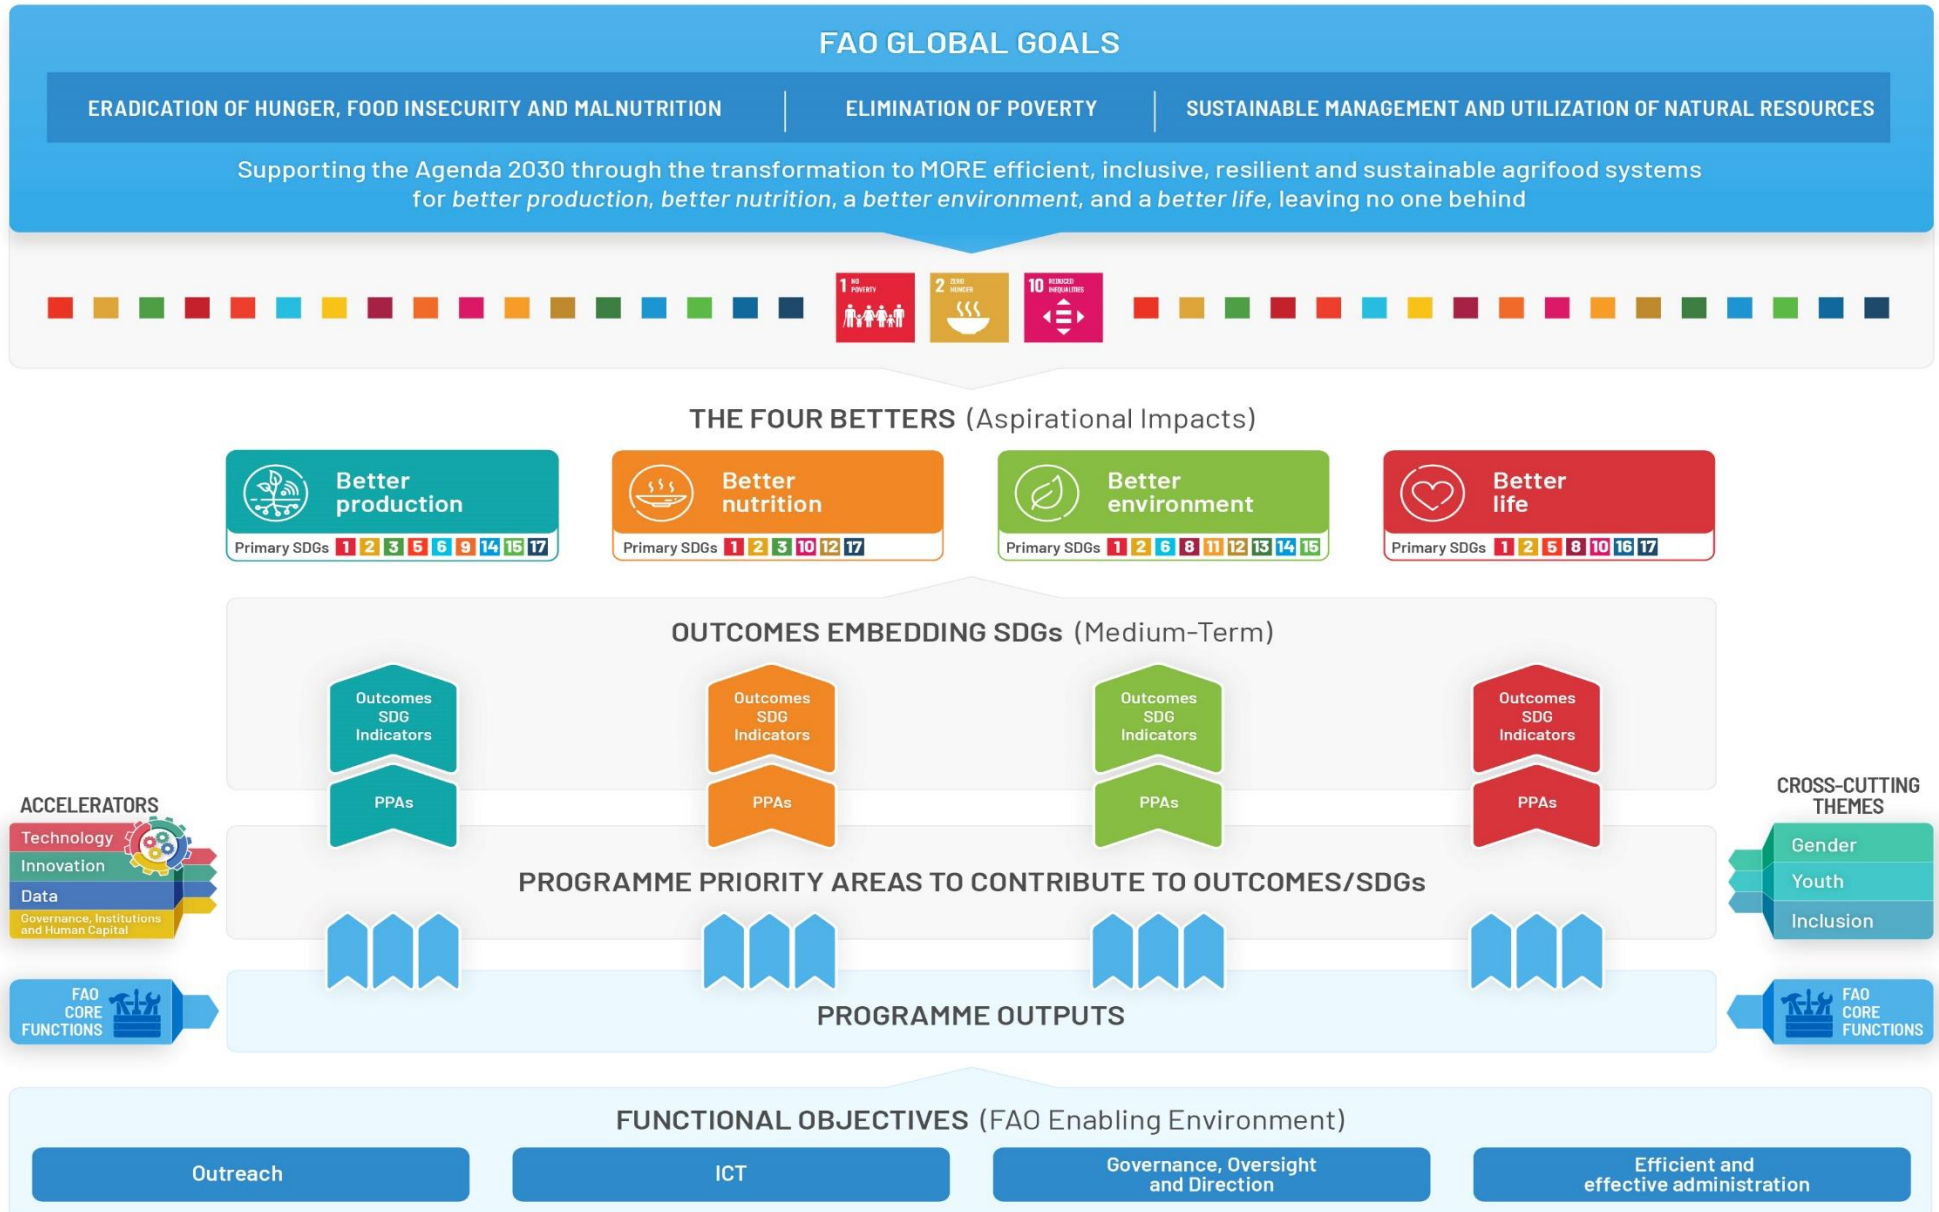 FAO GLOBAL GOALS
ERADICATION OF HUNGER, FOOD INSECURITY AND MALNUTRITION
ELIMINATION OF POVERTY
SUSTAINABLE MANAGEMENT AND UTILIZATION OF NATURAL RESOURCES
Supporting the Agenda 2030 through the transformation to MORE efficient, inclusive, resilient and sustainable agrifood systems
for better production, better nutrition, a better environment, and a better life, leaving no one behind
1 NO
POVERTY
2 ZERO
HUNGER
10 REDUCED
INEQUALITIES
THE FOUR BETTERS (Aspirational Impacts)
Better
production
Primary SDGs 1 2 3 5 6 9 14 15 17
Better
nutrition
Primary SDGs 1 2 3 10 12 17
Better
environment
Primary SDGs 1 2 6 8 11 12 13 14 15
Better
life
Primary SDGs 1 2 5 8 10 16 17
OUTCOMES EMBEDDING SDGs (Medium-Term)
Outcomes
SDG
Indicators
Outcomes
SDG
Indicators
Outcomes
SDG
Indicators
Outcomes
SDG
Indicators
PPAs
PPAs
PPAs
PPAs
ACCELERATORS
Technology
Innovation
Data
Governance, Institutions
and Human Capital
CROSS-CUTTING
THEMES
Gender
Youth
Inclusion
PROGRAMME PRIORITY AREAS TO CONTRIBUTE TO OUTCOMES/SDGs
FAO
CORE
FUNCTIONS
PROGRAMME OUTPUTS
FAO
CORE
FUNCTIONS
FUNCTIONAL OBJECTIVES (FAO Enabling Environment)
Outreach
ICT
Governance, Oversight
and Direction
Efficient and
effective administration